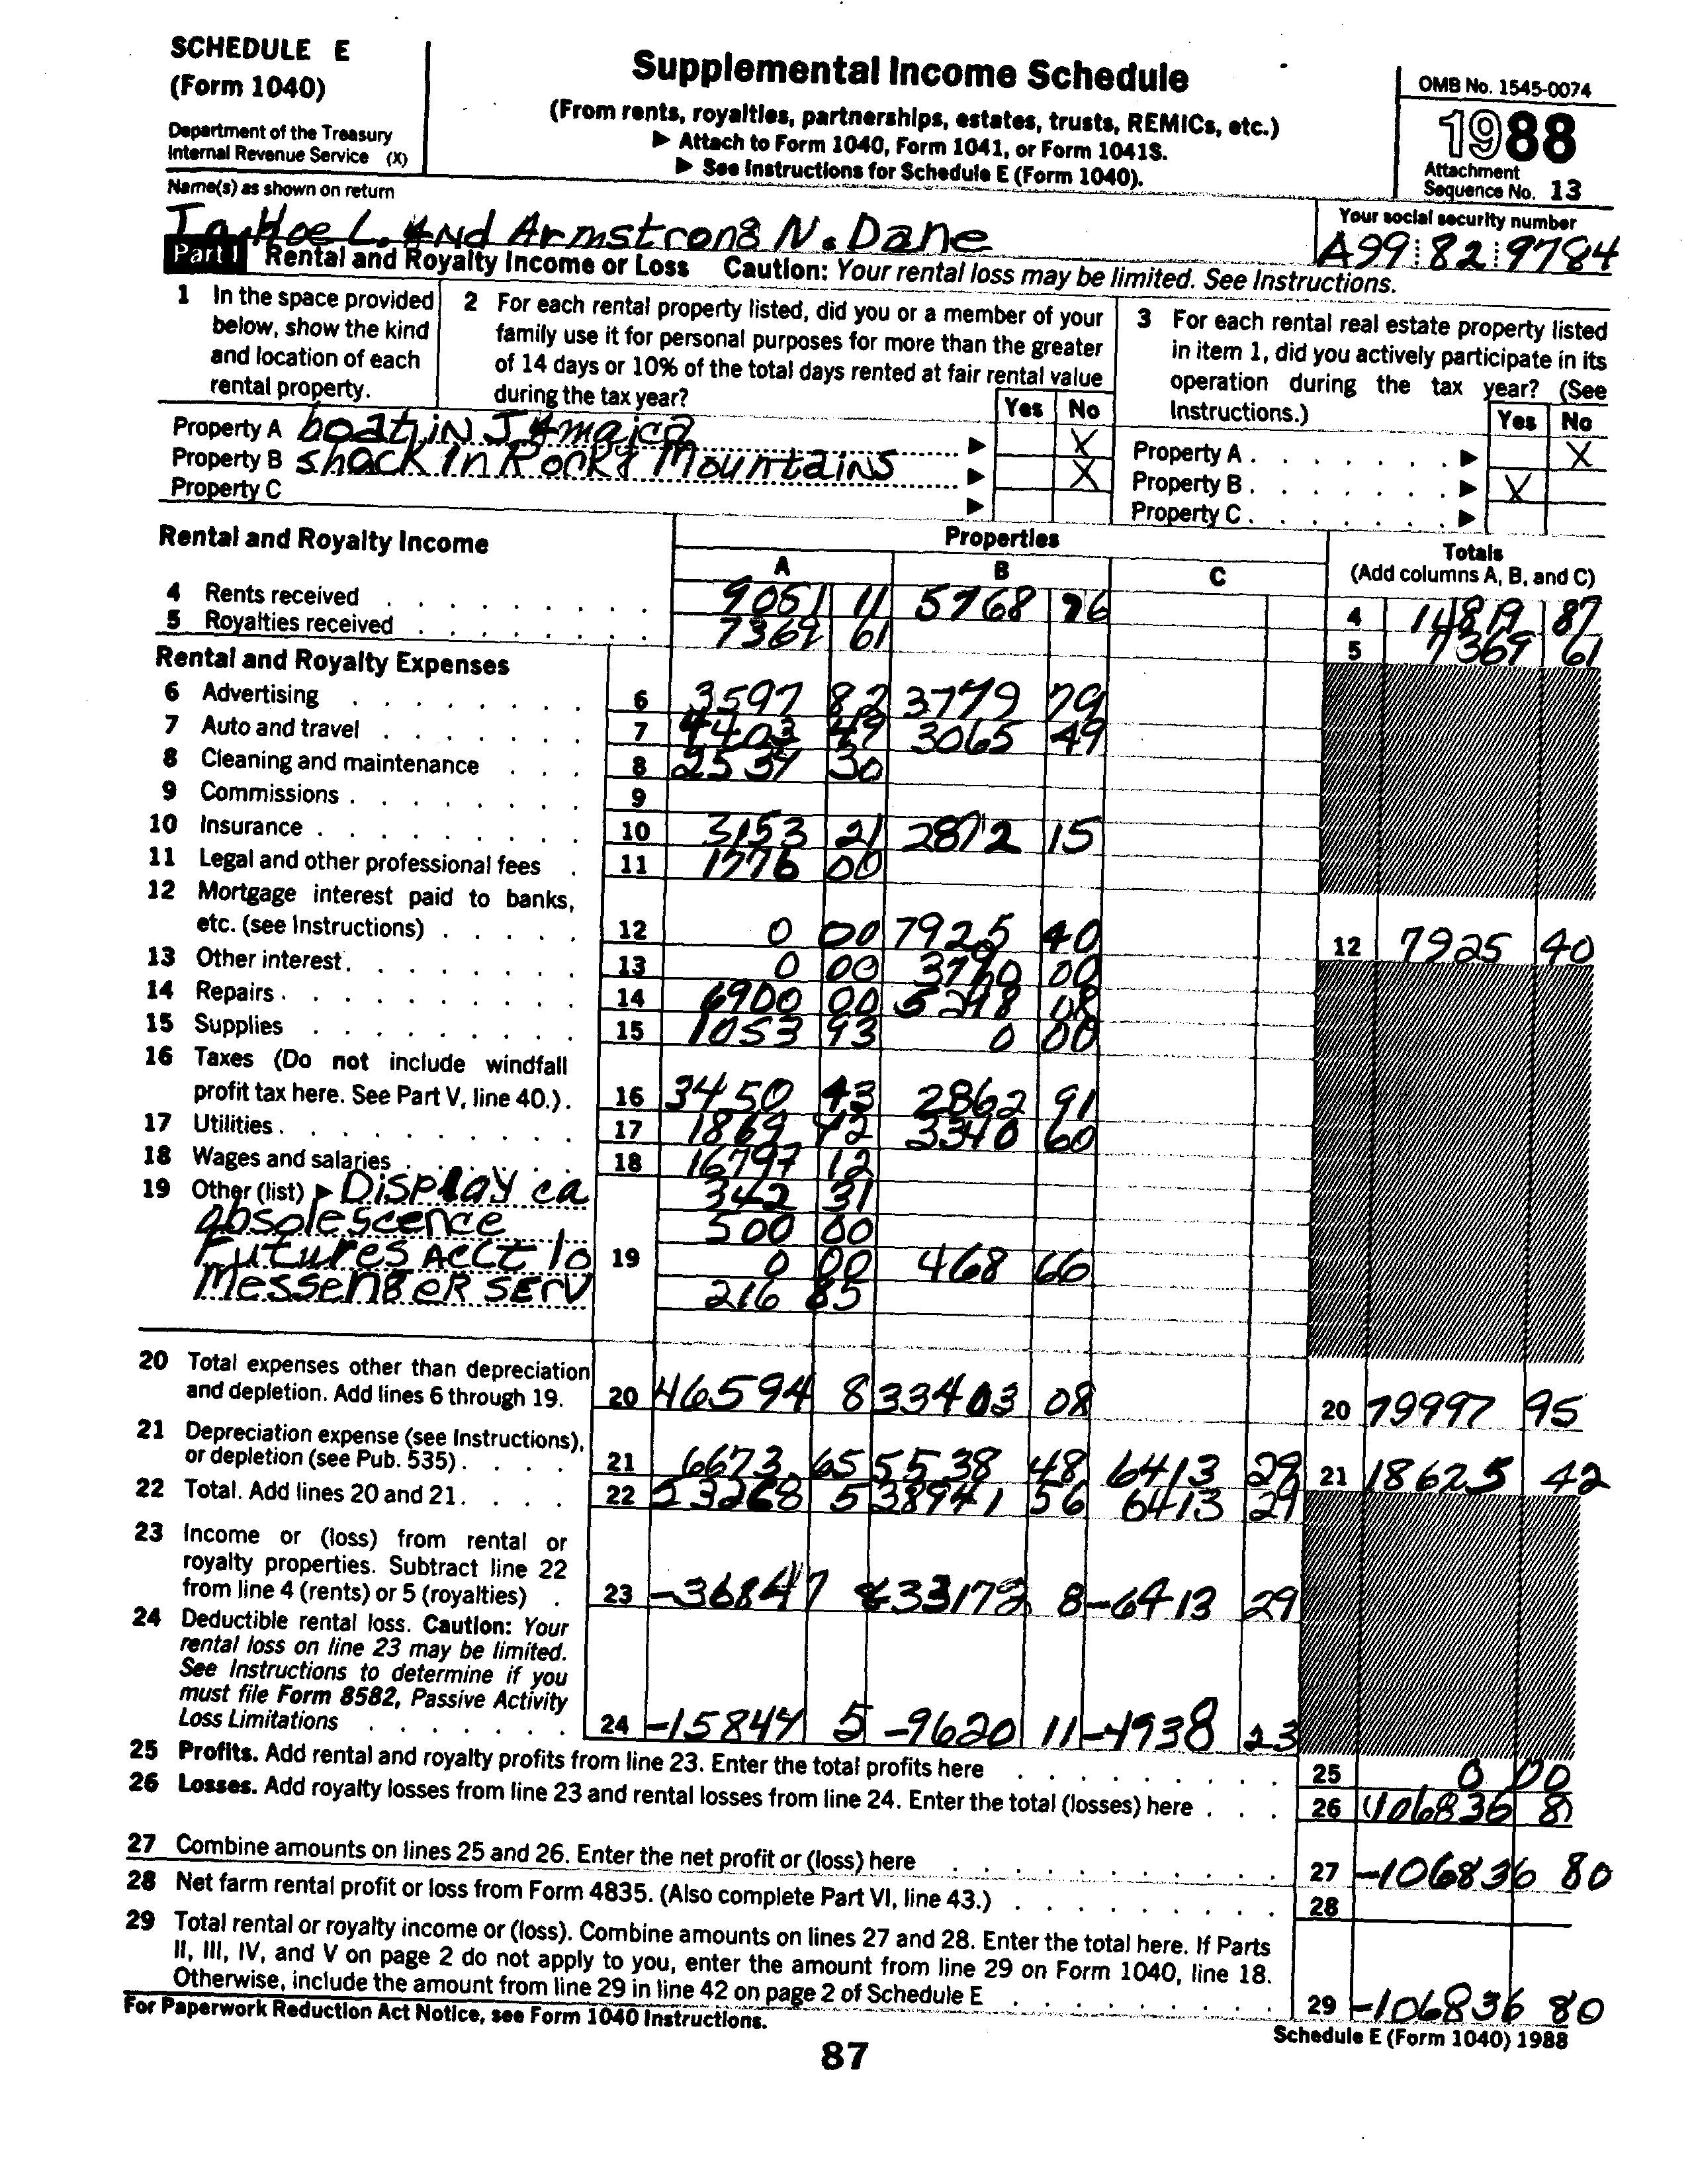 SCHEDULE E
(Form 1040)
Department of the Treasury
Internal Revenue Service (X)
Supplemental Income Schedule
(From rents, royalties, partnerships, estates, trusts, REMICs, etc.)
▶ Attach to Form 1040, Form 1041, or Form 1041S.
▶ See Instructions for Schedule E (Form 1040).
OMB No. 1545-0074
1988
Attachment
Sequence No. 13
Name(s) as shown on return
Your social security number
Ta-Hoe L. And Armstrong N. Dane
A99 82 9784
Part I Rental and Royalty Income or Loss Caution: Your rental loss may be limited. See Instructions.
1 In the space provided
below, show the kind
and location of each
rental property.
2 For each rental property listed, did you or a member of your
family use it for personal purposes for more than the greater
of 14 days or 10% of the total days rented at fair rental value
during the tax year?
Yes No
3 For each rental real estate property listed
in item 1, did you actively participate in its
operation during the tax year? (See
Instructions.)
Yes No
Property A boat in Jamaica ▶ X
Property A . . . . . . . ▶ X
Property B shack in Rocky Mountains ▶ X
Property B . . . . . . . ▶ X
Property C ▶
Property C . . . . . . . ▶
Rental and Royalty Income
Properties
A B C
Totals
(Add columns A, B, and C)
4 Rents received 9051 11 5768 76 4 14819 87
5 Royalties received 7369 61 5 7369 61
Rental and Royalty Expenses
6 Advertising 6 3597 82 3779 79
7 Auto and travel 7 4403 49 3065 49
8 Cleaning and maintenance 8 2534 30
9 Commissions 9
10 Insurance 10 3153 21 2872 15
11 Legal and other professional fees 11 1776 00
12 Mortgage interest paid to banks,
etc. (see Instructions) 12 0 00 7925 40 12 7925 40
13 Other interest 13 0 00 3790 00
14 Repairs 14 6900 00 5298 08
15 Supplies 15 1053 93 0 00
16 Taxes (Do not include windfall
profit tax here. See Part V, line 40.) . 16 3450 43 2862 91
17 Utilities 17 1869 42 3340 60
18 Wages and salaries 18 16797 12
19 Other (list) ▶ Display ca 342 31
absolescence 500 00
Futures Acct lo 19 0 00 468 66
Messenger Serv 216 85
20 Total expenses other than depreciation
and depletion. Add lines 6 through 19. 20 46594 8 33403 08 20 79997 95
21 Depreciation expense (see Instructions),
or depletion (see Pub. 535) 21 6673 65 5538 48 6413 29 21 18625 42
22 Total. Add lines 20 and 21 22 53268 5 38941 56 6413 29
23 Income or (loss) from rental or
royalty properties. Subtract line 22
from line 4 (rents) or 5 (royalties) 23 -36847 -33172 8 -6413 29
24 Deductible rental loss. Caution: Your
rental loss on line 23 may be limited.
See Instructions to determine if you
must file Form 8582, Passive Activity
Loss Limitations 24 -15844 5 -9620 11 -4938 23
25 Profits. Add rental and royalty profits from line 23. Enter the total profits here 25 0 00
26 Losses. Add royalty losses from line 23 and rental losses from line 24. Enter the total (losses) here 26 (106836 8)
27 Combine amounts on lines 25 and 26. Enter the net profit or (loss) here 27 -106836 80
28 Net farm rental profit or loss from Form 4835. (Also complete Part VI, line 43.) 28
29 Total rental or royalty income or (loss). Combine amounts on lines 27 and 28. Enter the total here. If Parts
II, III, IV, and V on page 2 do not apply to you, enter the amount from line 29 on Form 1040, line 18.
Otherwise, include the amount from line 29 in line 42 on page 2 of Schedule E 29 -106836 80
For Paperwork Reduction Act Notice, see Form 1040 Instructions.
Schedule E (Form 1040) 1988
87